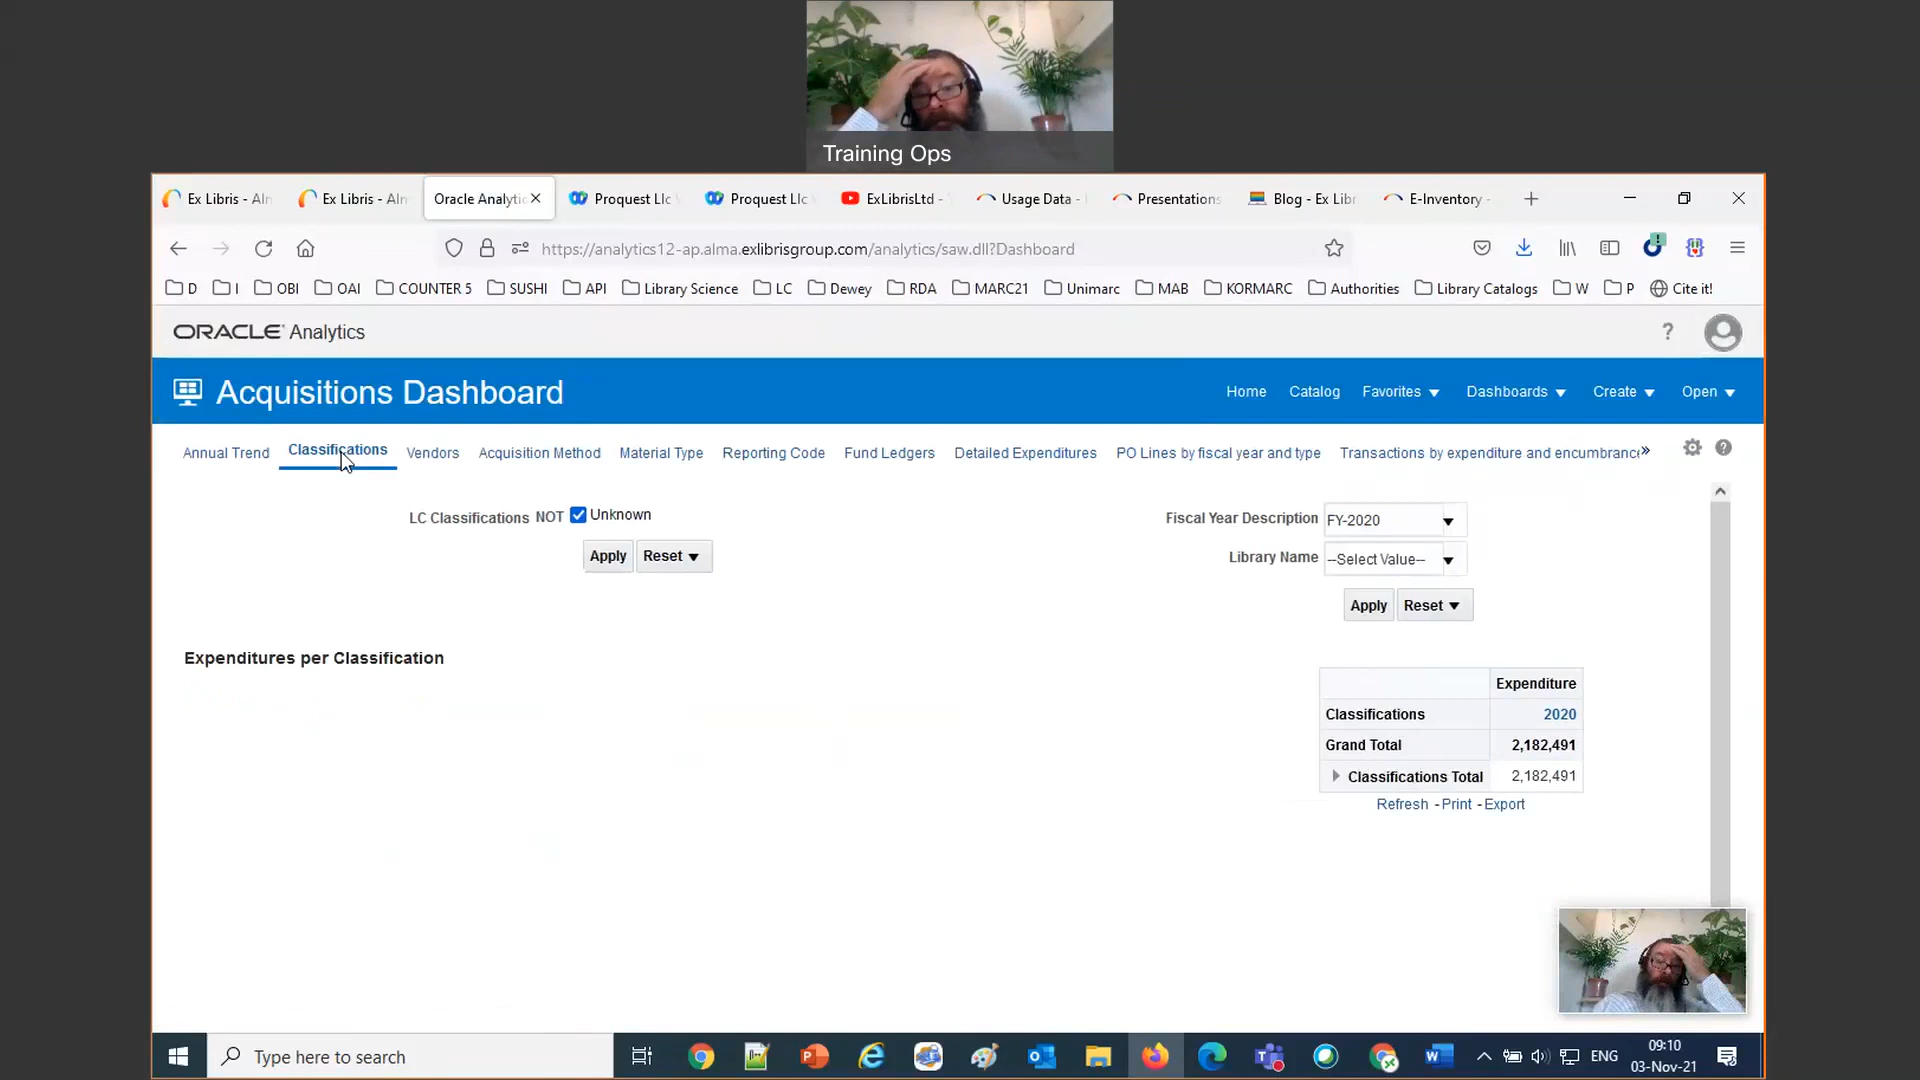 Training Ops
Ex Libris - Aln
Ex Libris - Aln
Oracle Analytic
Proquest Llc
Proquest Llc
ExLibrisLtd -
Usage Data -
Presentations
Blog - Ex Libr
E-Inventory -
https://analytics12-ap.alma.exlibrisgroup.com/analytics/saw.dll?Dashboard
D
I
OBI
OAI
COUNTER 5
SUSHI
API
Library Science
LC
Dewey
RDA
MARC21
Unimarc
MAB
KORMARC
Authorities
Library Catalogs
W
P
Cite it!
ORACLE Analytics
?
Acquisitions Dashboard
Home
Catalog
Favorites
Dashboards
Create
Open
Annual Trend
Classifications
Vendors
Acquisition Method
Material Type
Reporting Code
Fund Ledgers
Detailed Expenditures
PO Lines by fiscal year and type
Transactions by expenditure and encumbranc
»
LC Classifications NOT Unknown
Apply
Reset
Fiscal Year Description FY-2020
Library Name --Select Value--
Apply
Reset
Expenditures per Classification
Expenditure
Classifications 2020
Grand Total 2,182,491
Classifications Total 2,182,491
Refresh - Print - Export
Type here to search
ENG
09:10
03-Nov-21